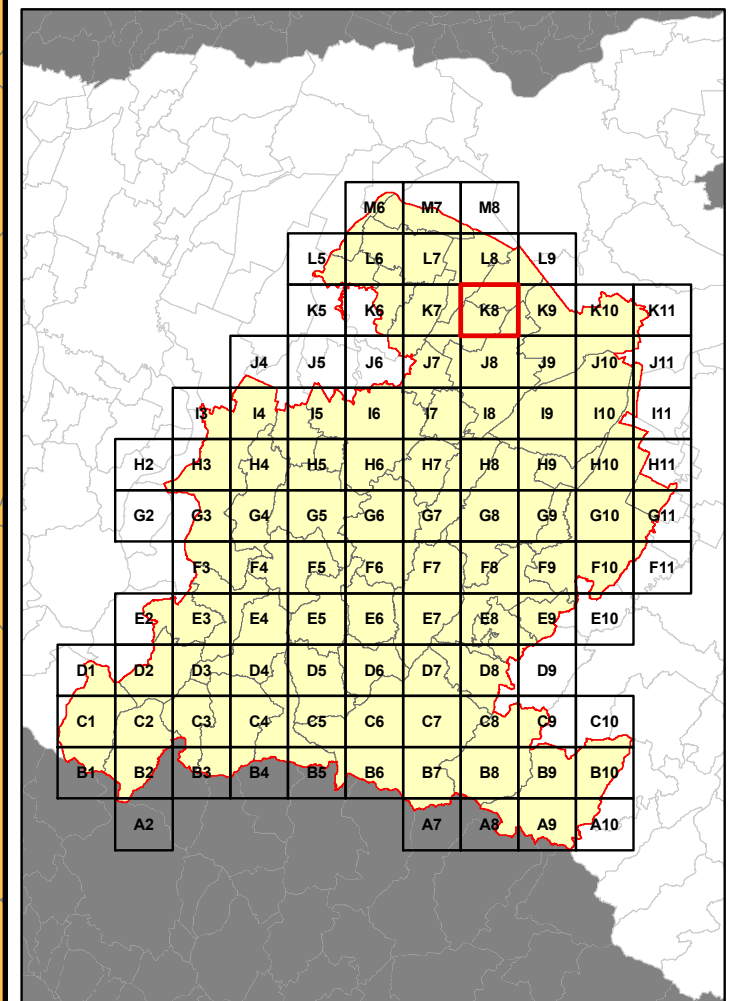 M6 M7 M8
L5 L6 L7 L8 L9
K5 K6 K7 K8 K9 K10 K11
J4 J5 J6 J7 J8 J9 J10 J11
I3 I4 I5 I6 I7 I8 I9 I10 I11
H2 H3 H4 H5 H6 H7 H8 H9 H10 H11
G2 G3 G4 G5 G6 G7 G8 G9 G10 G11
F3 F4 F5 F6 F7 F8 F9 F10 F11
E2 E3 E4 E5 E6 E7 E8 E9 E10
D1 D2 D3 D4 D5 D6 D7 D8 D9
C1 C2 C3 C4 C5 C6 C7 C8 C9 C10
B1 B2 B3 B4 B5 B6 B7 B8 B9 B10
A2 A7 A8 A9 A10